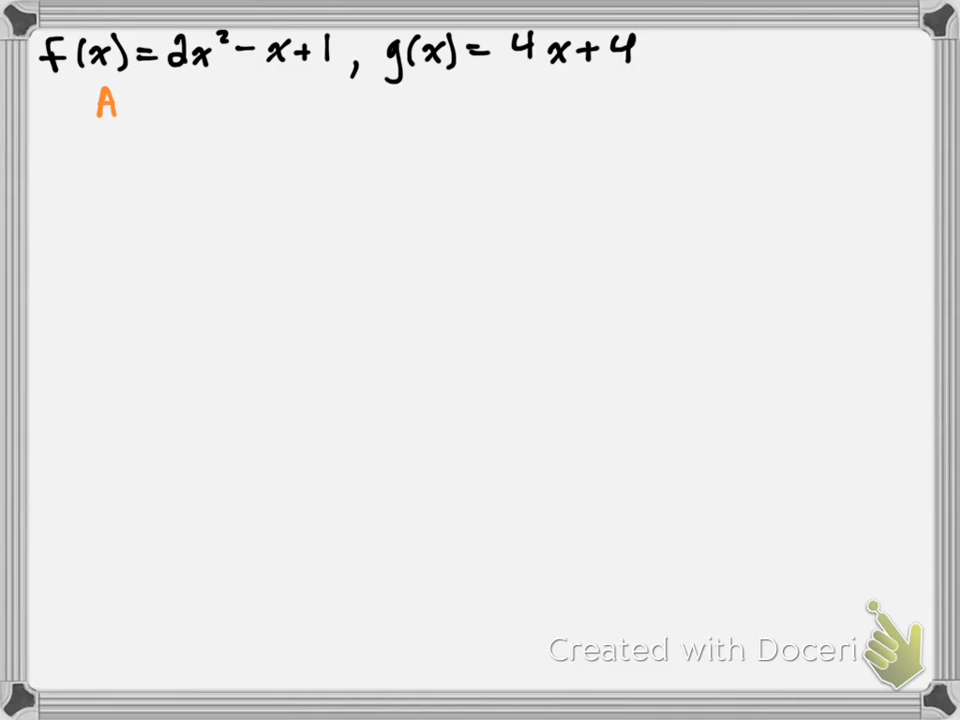 f(x) = 2x² - x + 1 , g(x) = 4x + 4
A
Created with Doceri